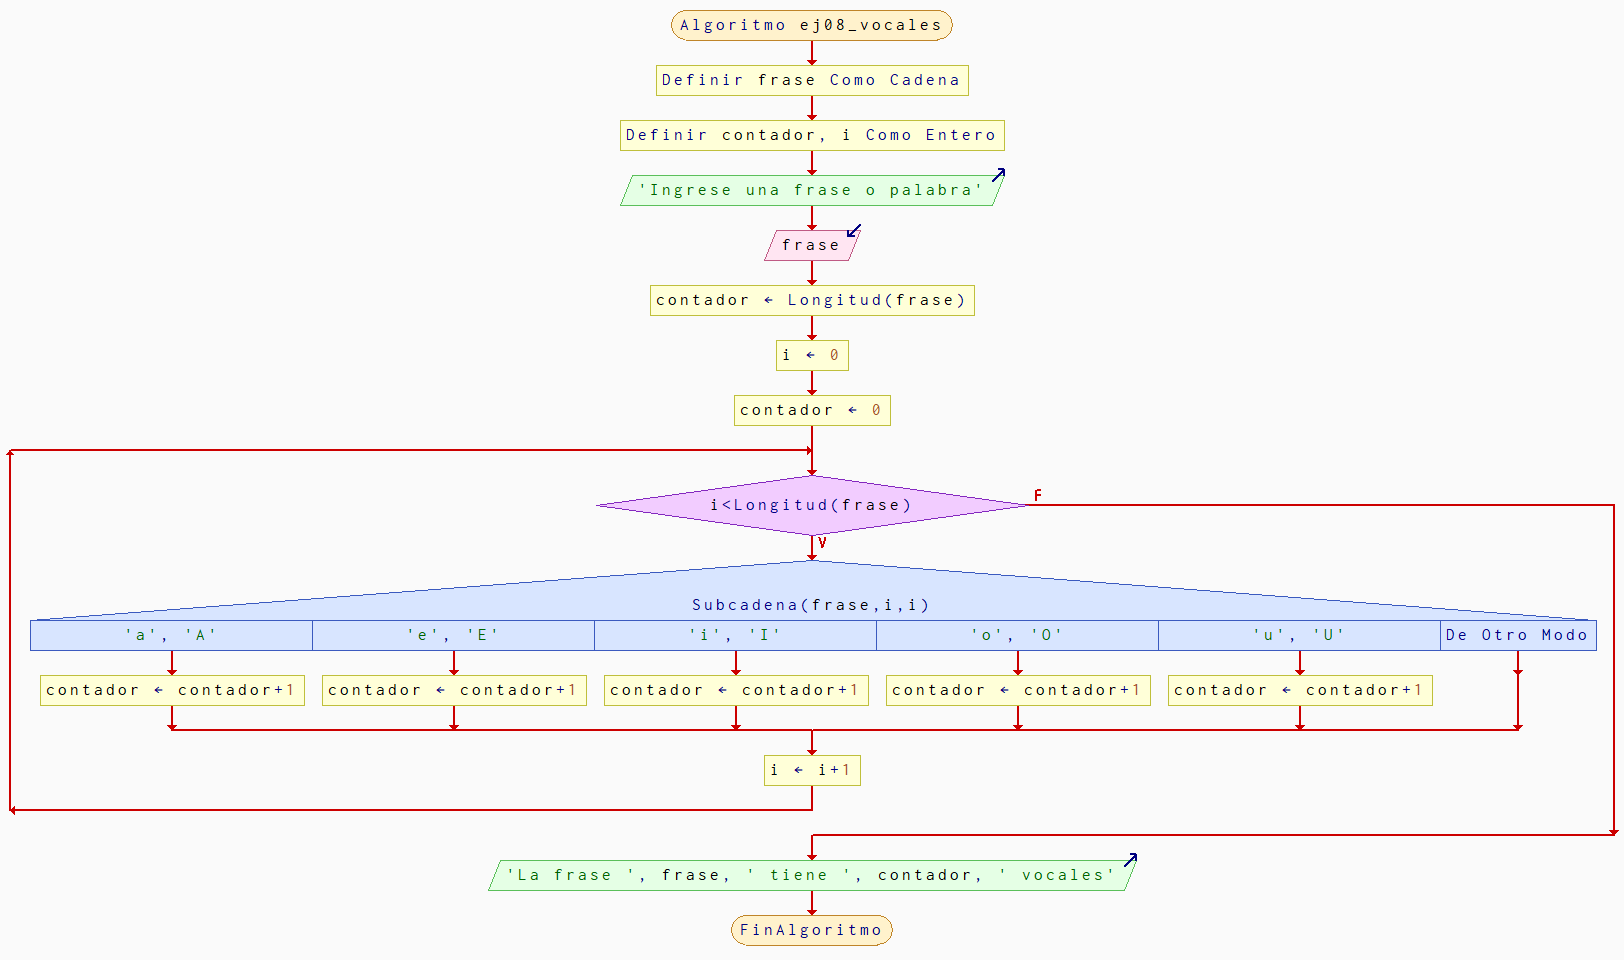 Algoritmo ej08_vocales
Definir frase Como Cadena
Definir contador, i Como Entero
'Ingrese una frase o palabra'
frase
contador ← Longitud(frase)
i ← 0
contador ← 0
i<Longitud(frase)
F
V
Subcadena(frase,i,i)
'a', 'A' 'e', 'E' 'i', 'I' 'o', 'O' 'u', 'U' De Otro Modo
contador ← contador+1 contador ← contador+1 contador ← contador+1 contador ← contador+1 contador ← contador+1
i ← i+1
'La frase ', frase, ' tiene ', contador, ' vocales'
FinAlgoritmo